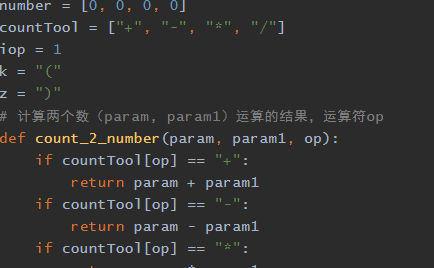 number = [0, 0, 0, 0]
countTool = ["+", "-", "*", "/"]
iop = 1
k = "("
z = ")"
# 计算两个数（param, param1）运算的结果，运算符op
def count_2_number(param, param1, op):
if countTool[op] == "+":
return param + param1
if countTool[op] == "-":
return param - param1
if countTool[op] == "*":